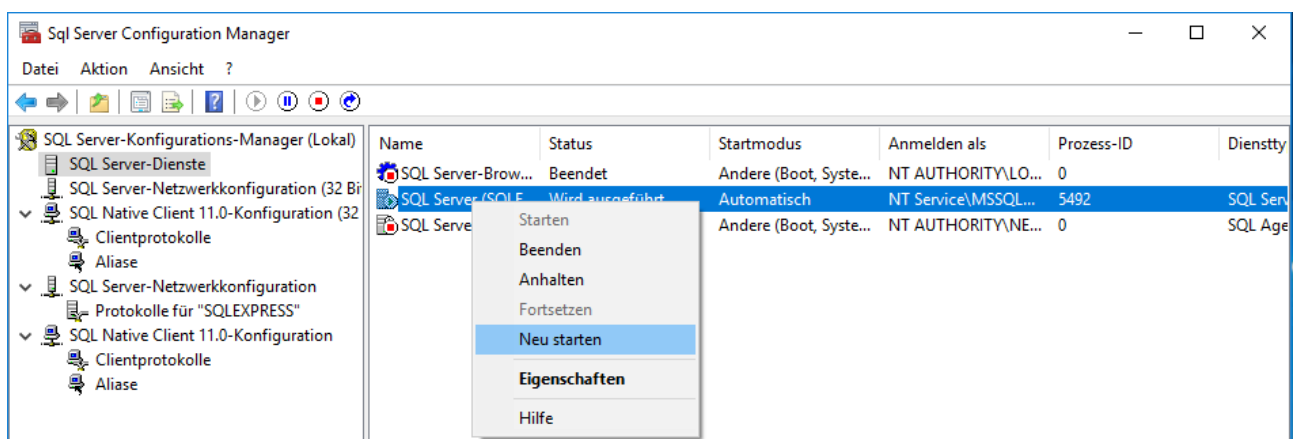 Sql Server Configuration Manager
Datei Aktion Ansicht ?
SQL Server-Konfigurations-Manager (Lokal)
SQL Server-Dienste
SQL Server-Netzwerkkonfiguration (32 Bi
SQL Native Client 11.0-Konfiguration (32
Clientprotokolle
Aliase
SQL Server-Netzwerkkonfiguration
Protokolle für "SQLEXPRESS"
SQL Native Client 11.0-Konfiguration
Clientprotokolle
Aliase
Name Status Startmodus Anmelden als Prozess-ID Dienstty
SQL Server-Brow... Beendet Andere (Boot, Syste... NT AUTHORITY\LO... 0
SQL Server (SQLE Wird ausgeführt Automatisch NT Service\MSSQL... 5492 SQL Serv
SQL Serve Andere (Boot, Syste... NT AUTHORITY\NE... 0 SQL Age
Starten
Beenden
Anhalten
Fortsetzen
Neu starten
Eigenschaften
Hilfe